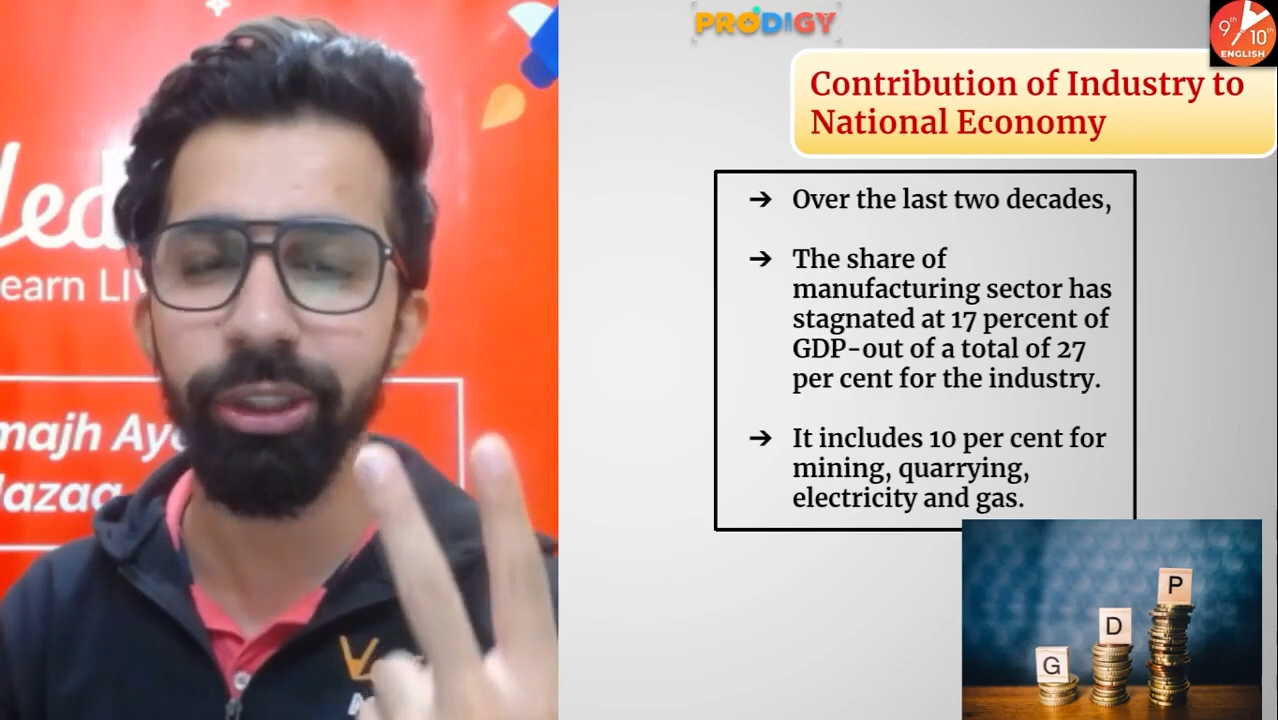 PRODIGY
9th
10th
ENGLISH
Contribution of Industry to
National Economy
➔ Over the last two decades,
➔ The share of
manufacturing sector has
stagnated at 17 percent of
GDP-out of a total of 27
per cent for the industry.
➔ It includes 10 per cent for
mining, quarrying,
electricity and gas.
G
D
P